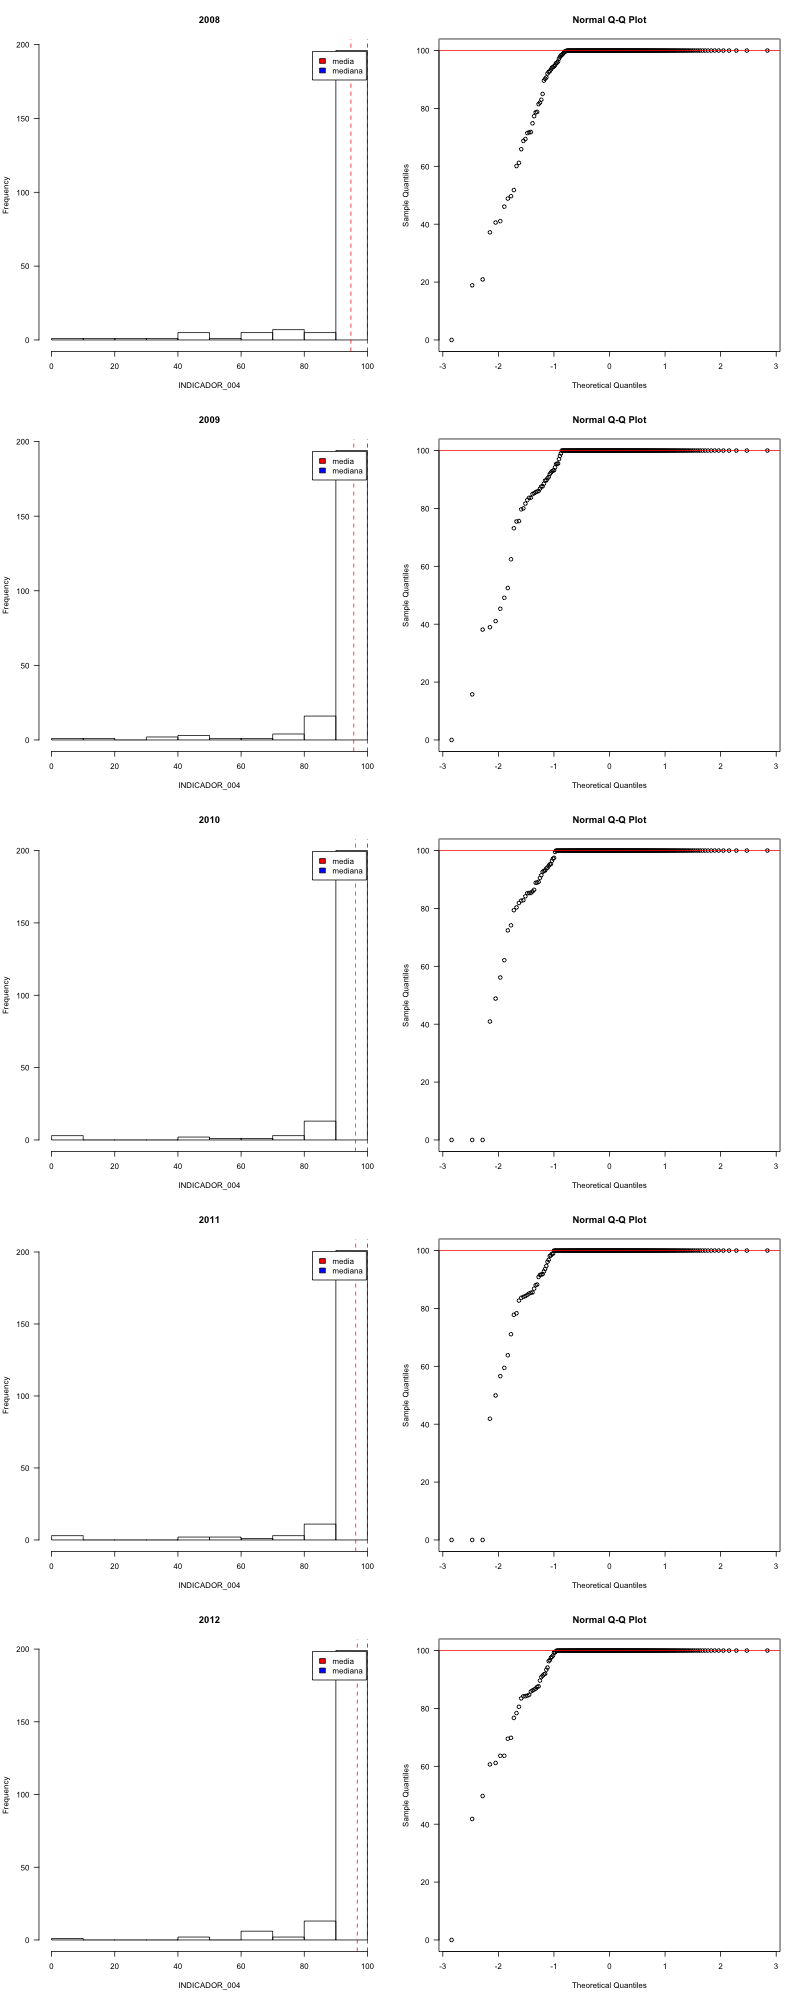 2008
Normal Q-Q Plot
Frequency
0 50 100 150 200
media
mediana
0 20 40 60 80 100
INDICADOR_004
Sample Quantiles
0 20 40 60 80 100
-3 -2 -1 0 1 2 3
Theoretical Quantiles
2009
Normal Q-Q Plot
Frequency
0 50 100 150 200
media
mediana
0 20 40 60 80 100
INDICADOR_004
Sample Quantiles
0 20 40 60 80 100
-3 -2 -1 0 1 2 3
Theoretical Quantiles
2010
Normal Q-Q Plot
Frequency
0 50 100 150 200
media
mediana
0 20 40 60 80 100
INDICADOR_004
Sample Quantiles
0 20 40 60 80 100
-3 -2 -1 0 1 2 3
Theoretical Quantiles
2011
Normal Q-Q Plot
Frequency
0 50 100 150 200
media
mediana
0 20 40 60 80 100
INDICADOR_004
Sample Quantiles
0 20 40 60 80 100
-3 -2 -1 0 1 2 3
Theoretical Quantiles
2012
Normal Q-Q Plot
Frequency
0 50 100 150 200
media
mediana
0 20 40 60 80 100
INDICADOR_004
Sample Quantiles
0 20 40 60 80 100
-3 -2 -1 0 1 2 3
Theoretical Quantiles